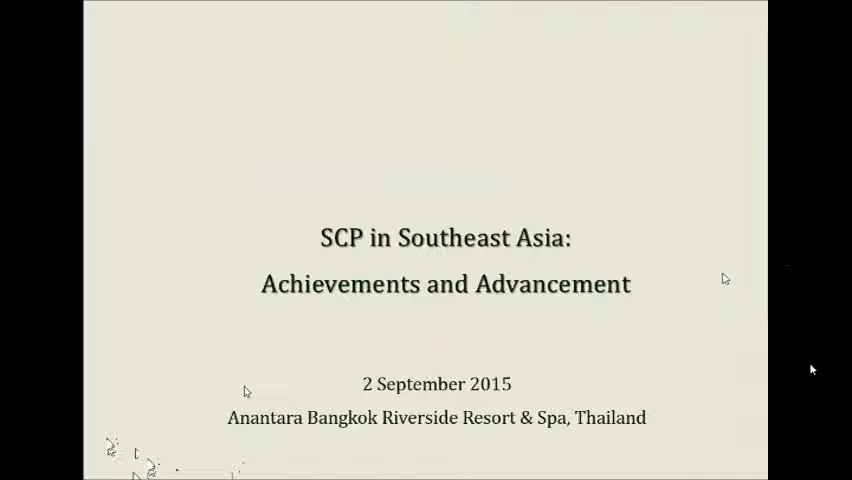 SCP in Southeast Asia:
Achievements and Advancement
2 September 2015
Anantara Bangkok Riverside Resort & Spa, Thailand